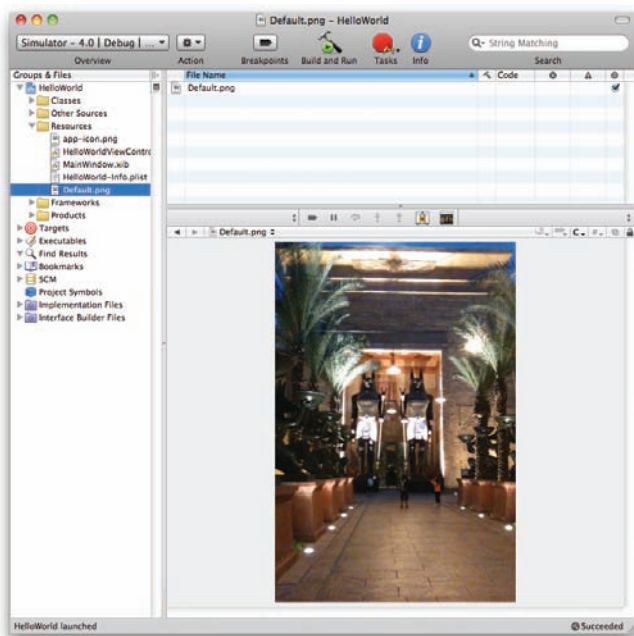 Default.png – HelloWorld
Simulator – 4.0 | Debug | ...
Overview
Action
Breakpoints
Build and Run
Tasks
Info
String Matching
Search
Groups & Files
HelloWorld
Classes
Other Sources
Resources
app-icon.png
HelloWorldViewContro
MainWindow.xib
HelloWorld-Info.plist
Default.png
Frameworks
Products
Targets
Executables
Find Results
Bookmarks
SCM
Project Symbols
Implementation Files
Interface Builder Files
File Name
Code
Default.png
Default.png
C
#
HelloWorld launched
Succeeded